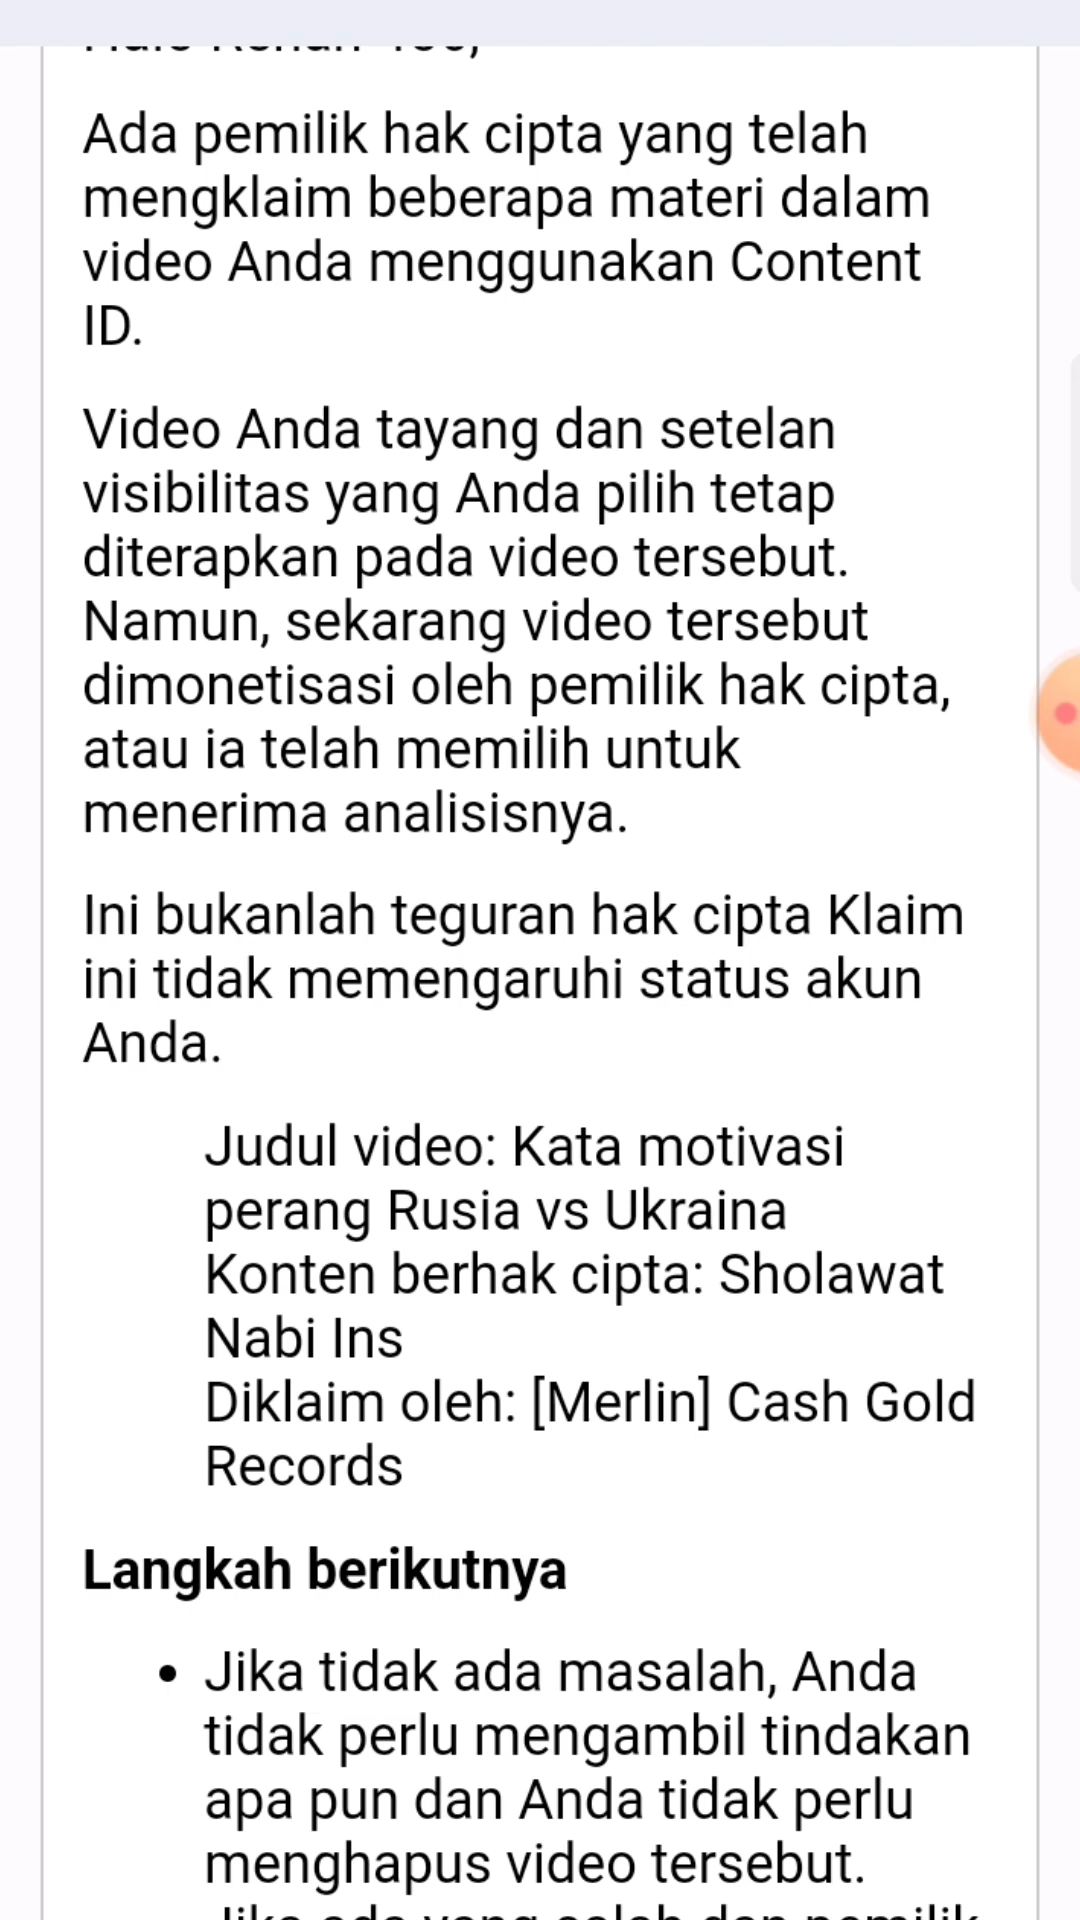 Ada pemilik hak cipta yang telah
mengklaim beberapa materi dalam
video Anda menggunakan Content
ID.
Video Anda tayang dan setelan
visibilitas yang Anda pilih tetap
diterapkan pada video tersebut.
Namun, sekarang video tersebut
dimonetisasi oleh pemilik hak cipta,
atau ia telah memilih untuk
menerima analisisnya.
Ini bukanlah teguran hak cipta Klaim
ini tidak memengaruhi status akun
Anda.
Judul video: Kata motivasi
perang Rusia vs Ukraina
Konten berhak cipta: Sholawat
Nabi Ins
Diklaim oleh: [Merlin] Cash Gold
Records
Langkah berikutnya
• Jika tidak ada masalah, Anda
tidak perlu mengambil tindakan
apa pun dan Anda tidak perlu
menghapus video tersebut.